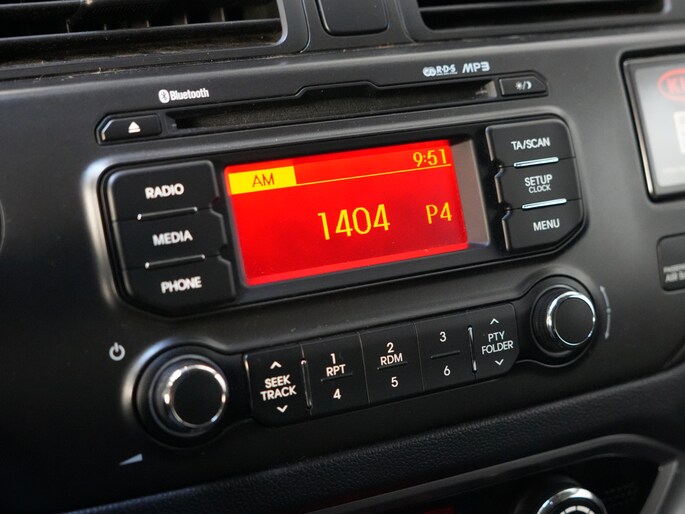 Bluetooth
R·D·S MP3
RADIO
MEDIA
PHONE
AM
9:51
1404 P4
TA/SCAN
SETUP
CLOCK
MENU
SEEK
TRACK
1
RPT
4
2
RDM
5
3
6
PTY
FOLDER